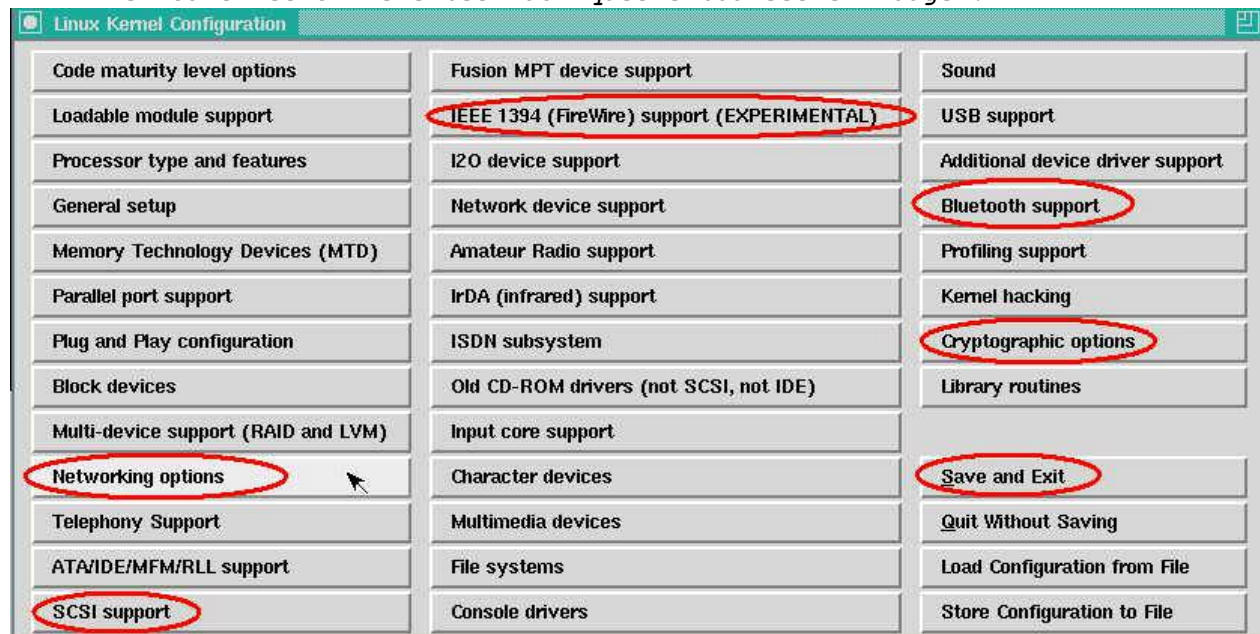 Linux Kernel Configuration
Code maturity level options
Loadable module support
Processor type and features
General setup
Memory Technology Devices (MTD)
Parallel port support
Plug and Play configuration
Block devices
Multi-device support (RAID and LVM)
Networking options
Telephony Support
ATA/IDE/MFM/RLL support
SCSI support
Fusion MPT device support
IEEE 1394 (FireWire) support (EXPERIMENTAL)
I2O device support
Network device support
Amateur Radio support
IrDA (infrared) support
ISDN subsystem
Old CD-ROM drivers (not SCSI, not IDE)
Input core support
Character devices
Multimedia devices
File systems
Console drivers
Sound
USB support
Additional device driver support
Bluetooth support
Profiling support
Kernel hacking
Cryptographic options
Library routines
Save and Exit
Quit Without Saving
Load Configuration from File
Store Configuration to File